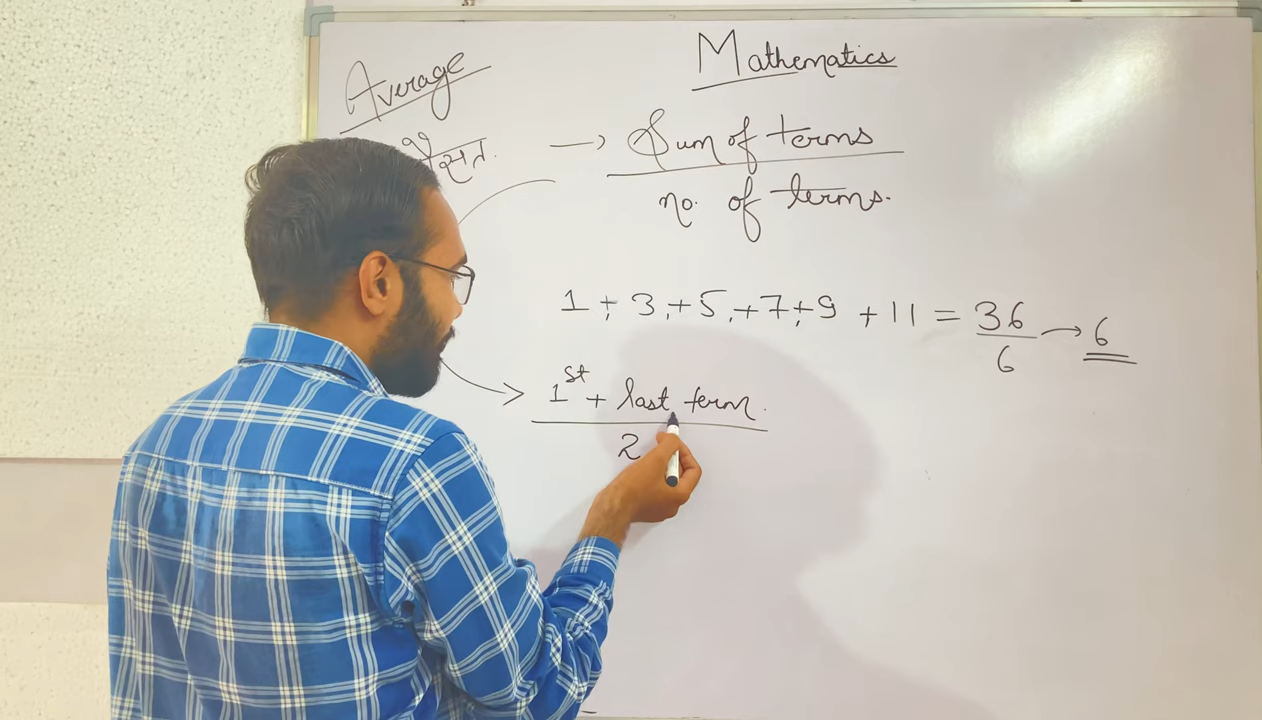 Mathematics
Average
→ Sum of terms
no. of terms.
1 + 3 + 5 + 7 + 9 + 11 = 36/6 → 6
1st + last term.
2